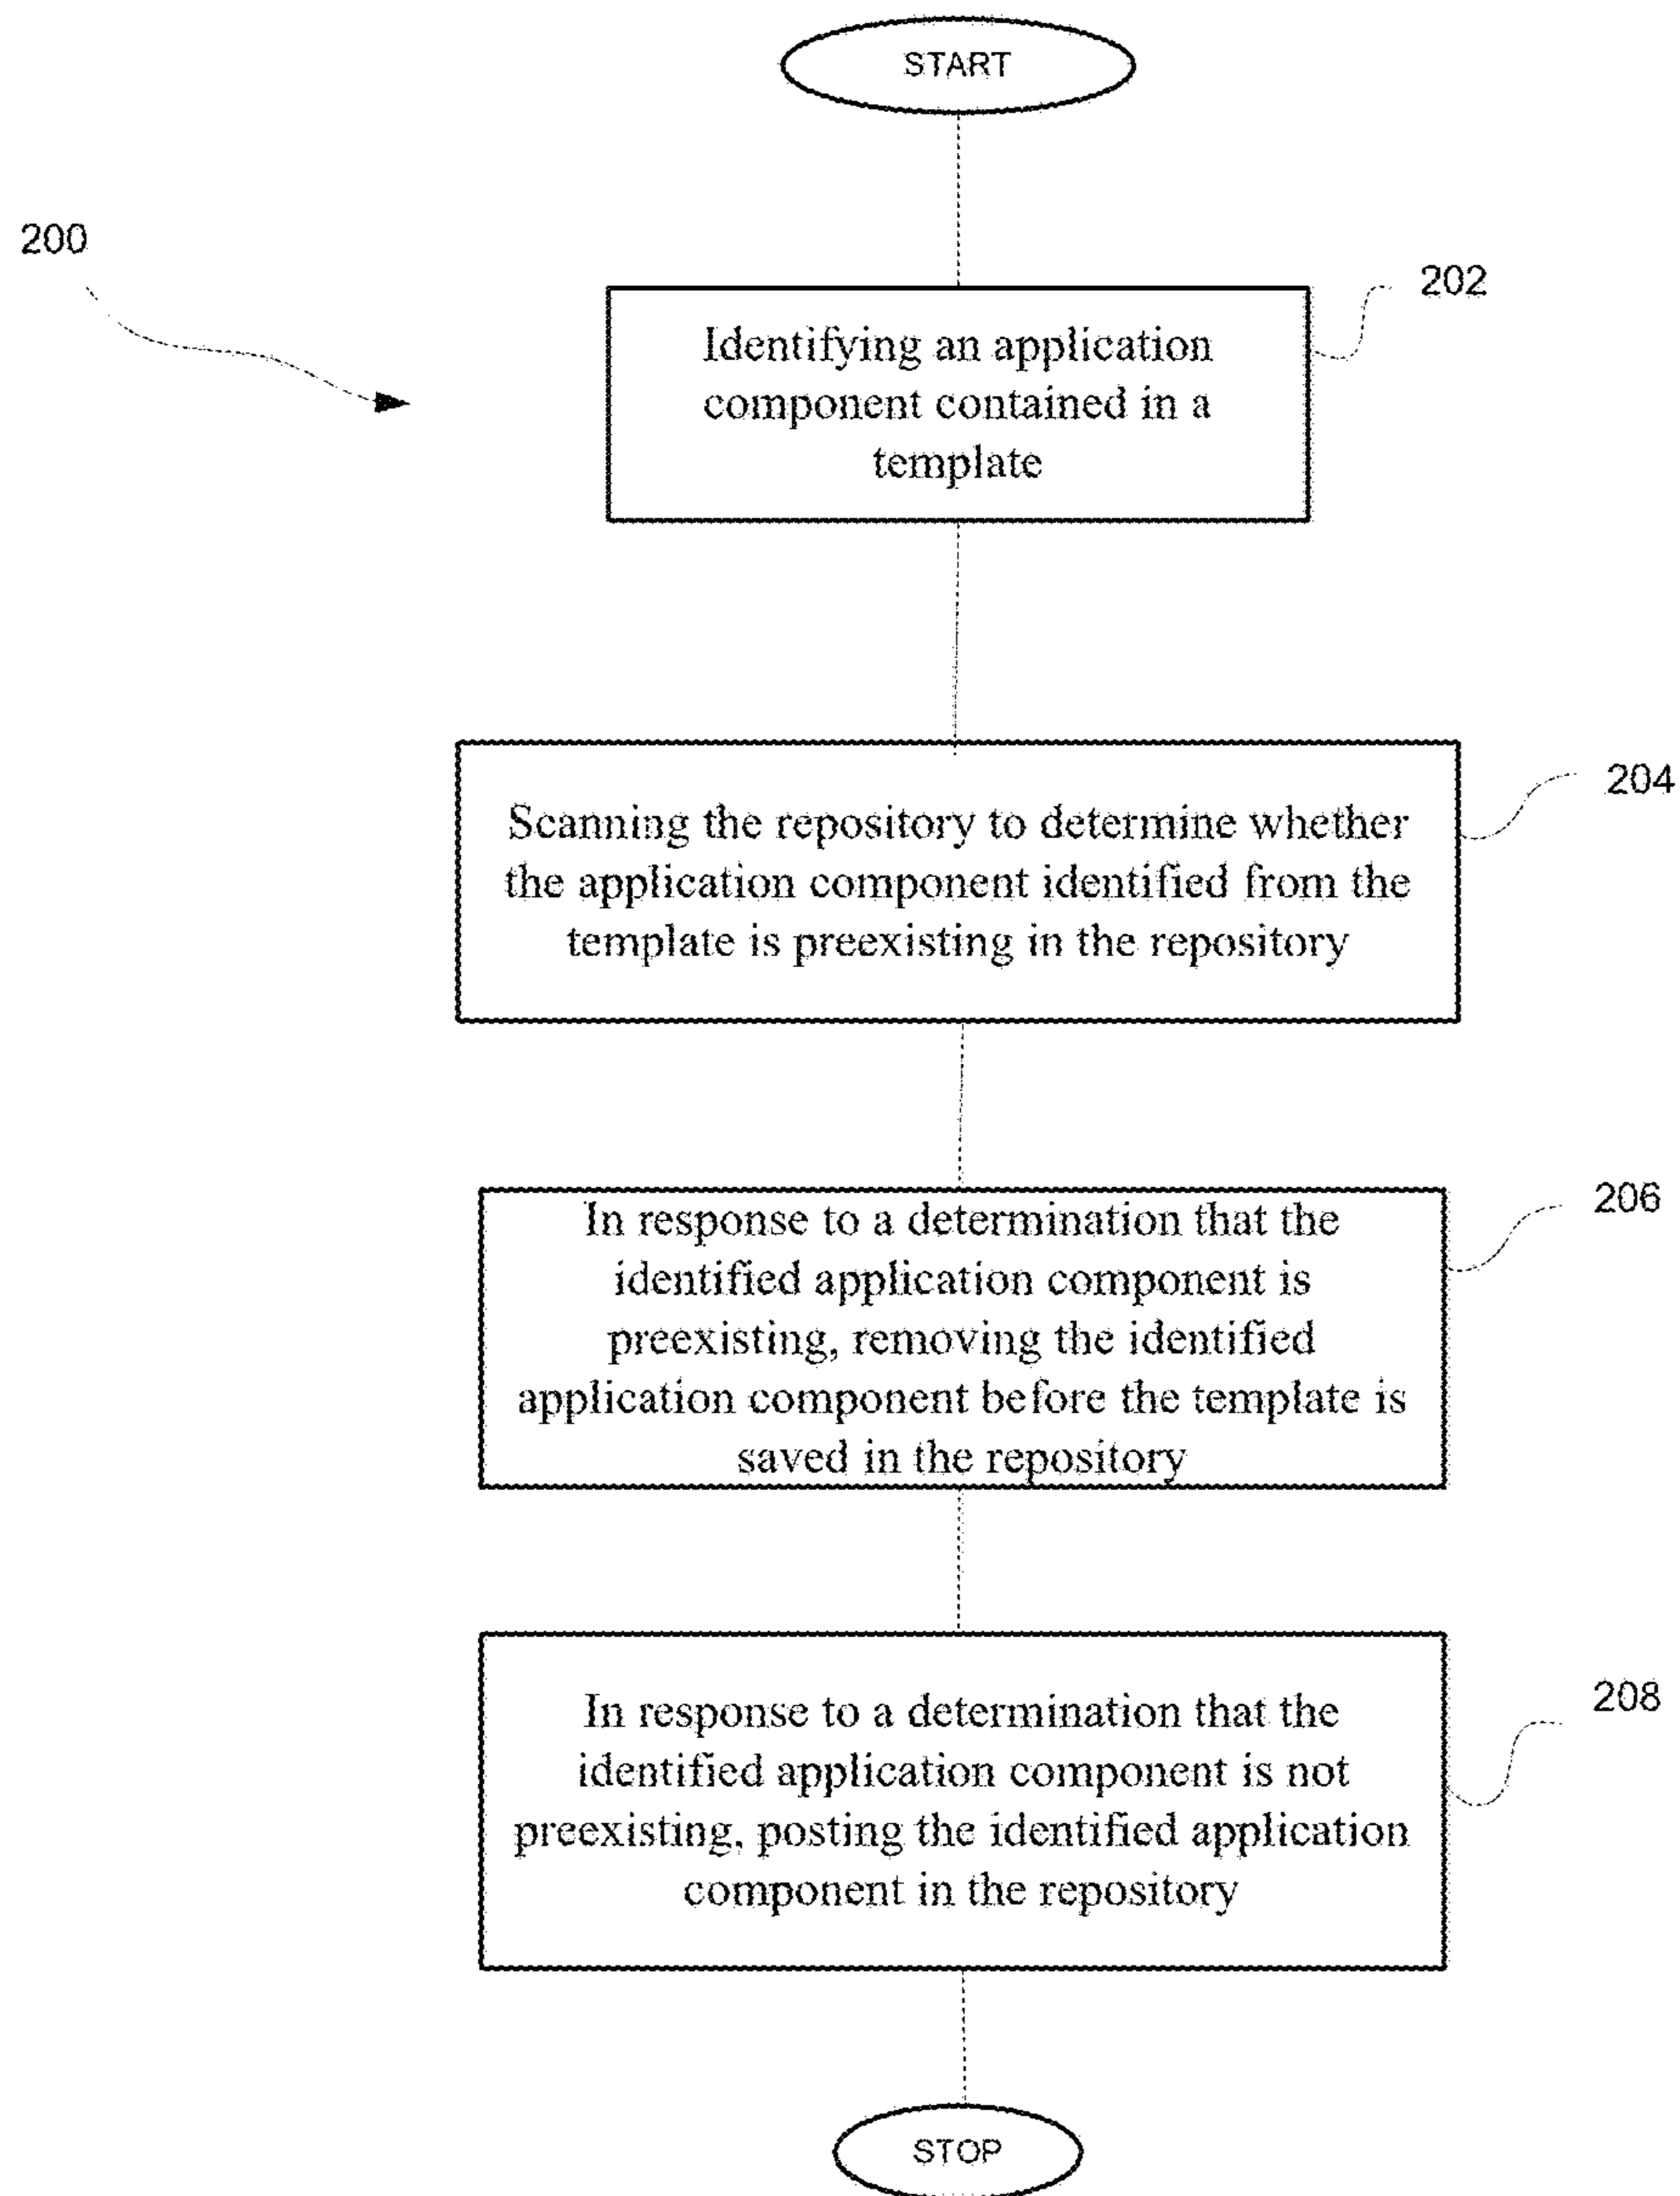 START
200
202
Identifying an application
component contained in a
template
204
Scanning the repository to determine whether
the application component identified from the
template is preexisting in the repository
206
In response to a determination that the
identified application component is
preexisting, removing the identified
application component before the template is
saved in the repository
208
In response to a determination that the
identified application component is not
preexisting, posting the identified application
component in the repository
STOP